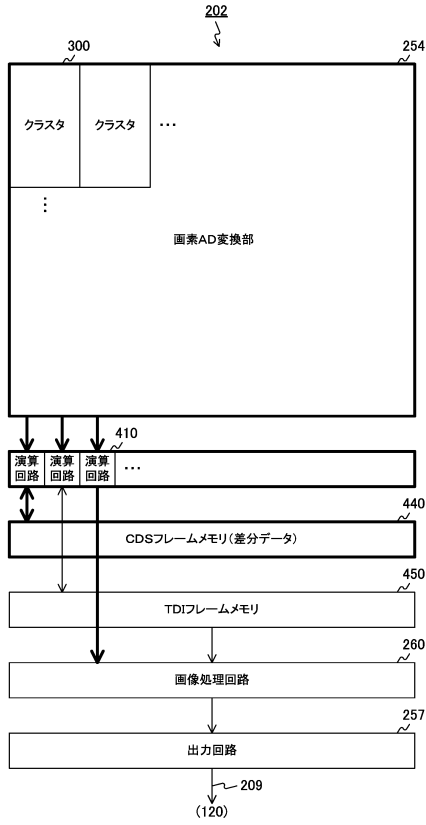 202
300
254
クラスタ
クラスタ
…
⋮
画素AD変換部
410
演算回路
演算回路
演算回路
…
440
CDSフレームメモリ(差分データ)
450
TDIフレームメモリ
260
画像処理回路
257
出力回路
209
(120)